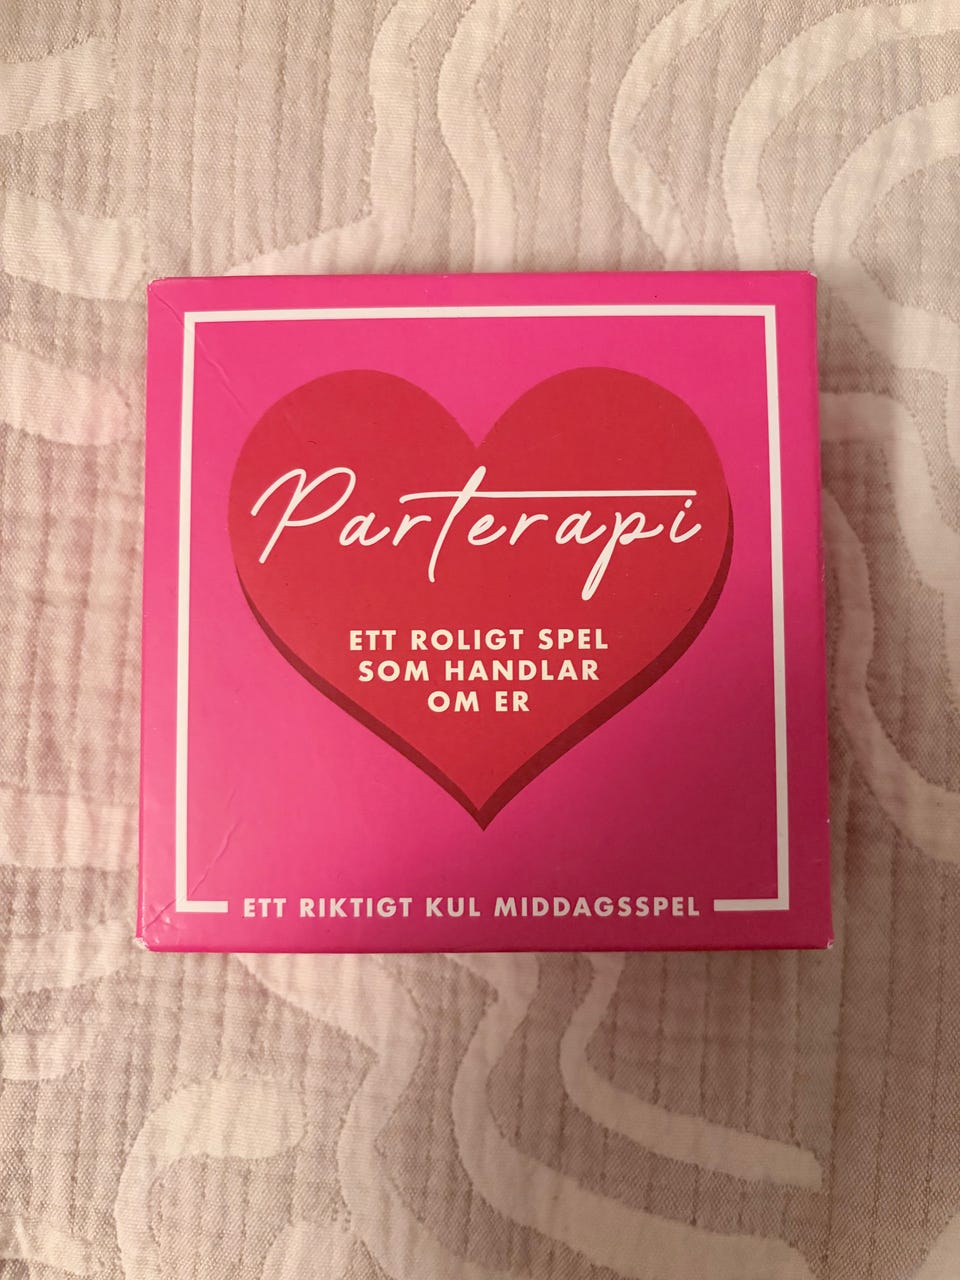 Parterapi
ETT ROLIGT SPEL
SOM HANDLAR
OM ER
ETT RIKTIGT KUL MIDDAGSSPEL